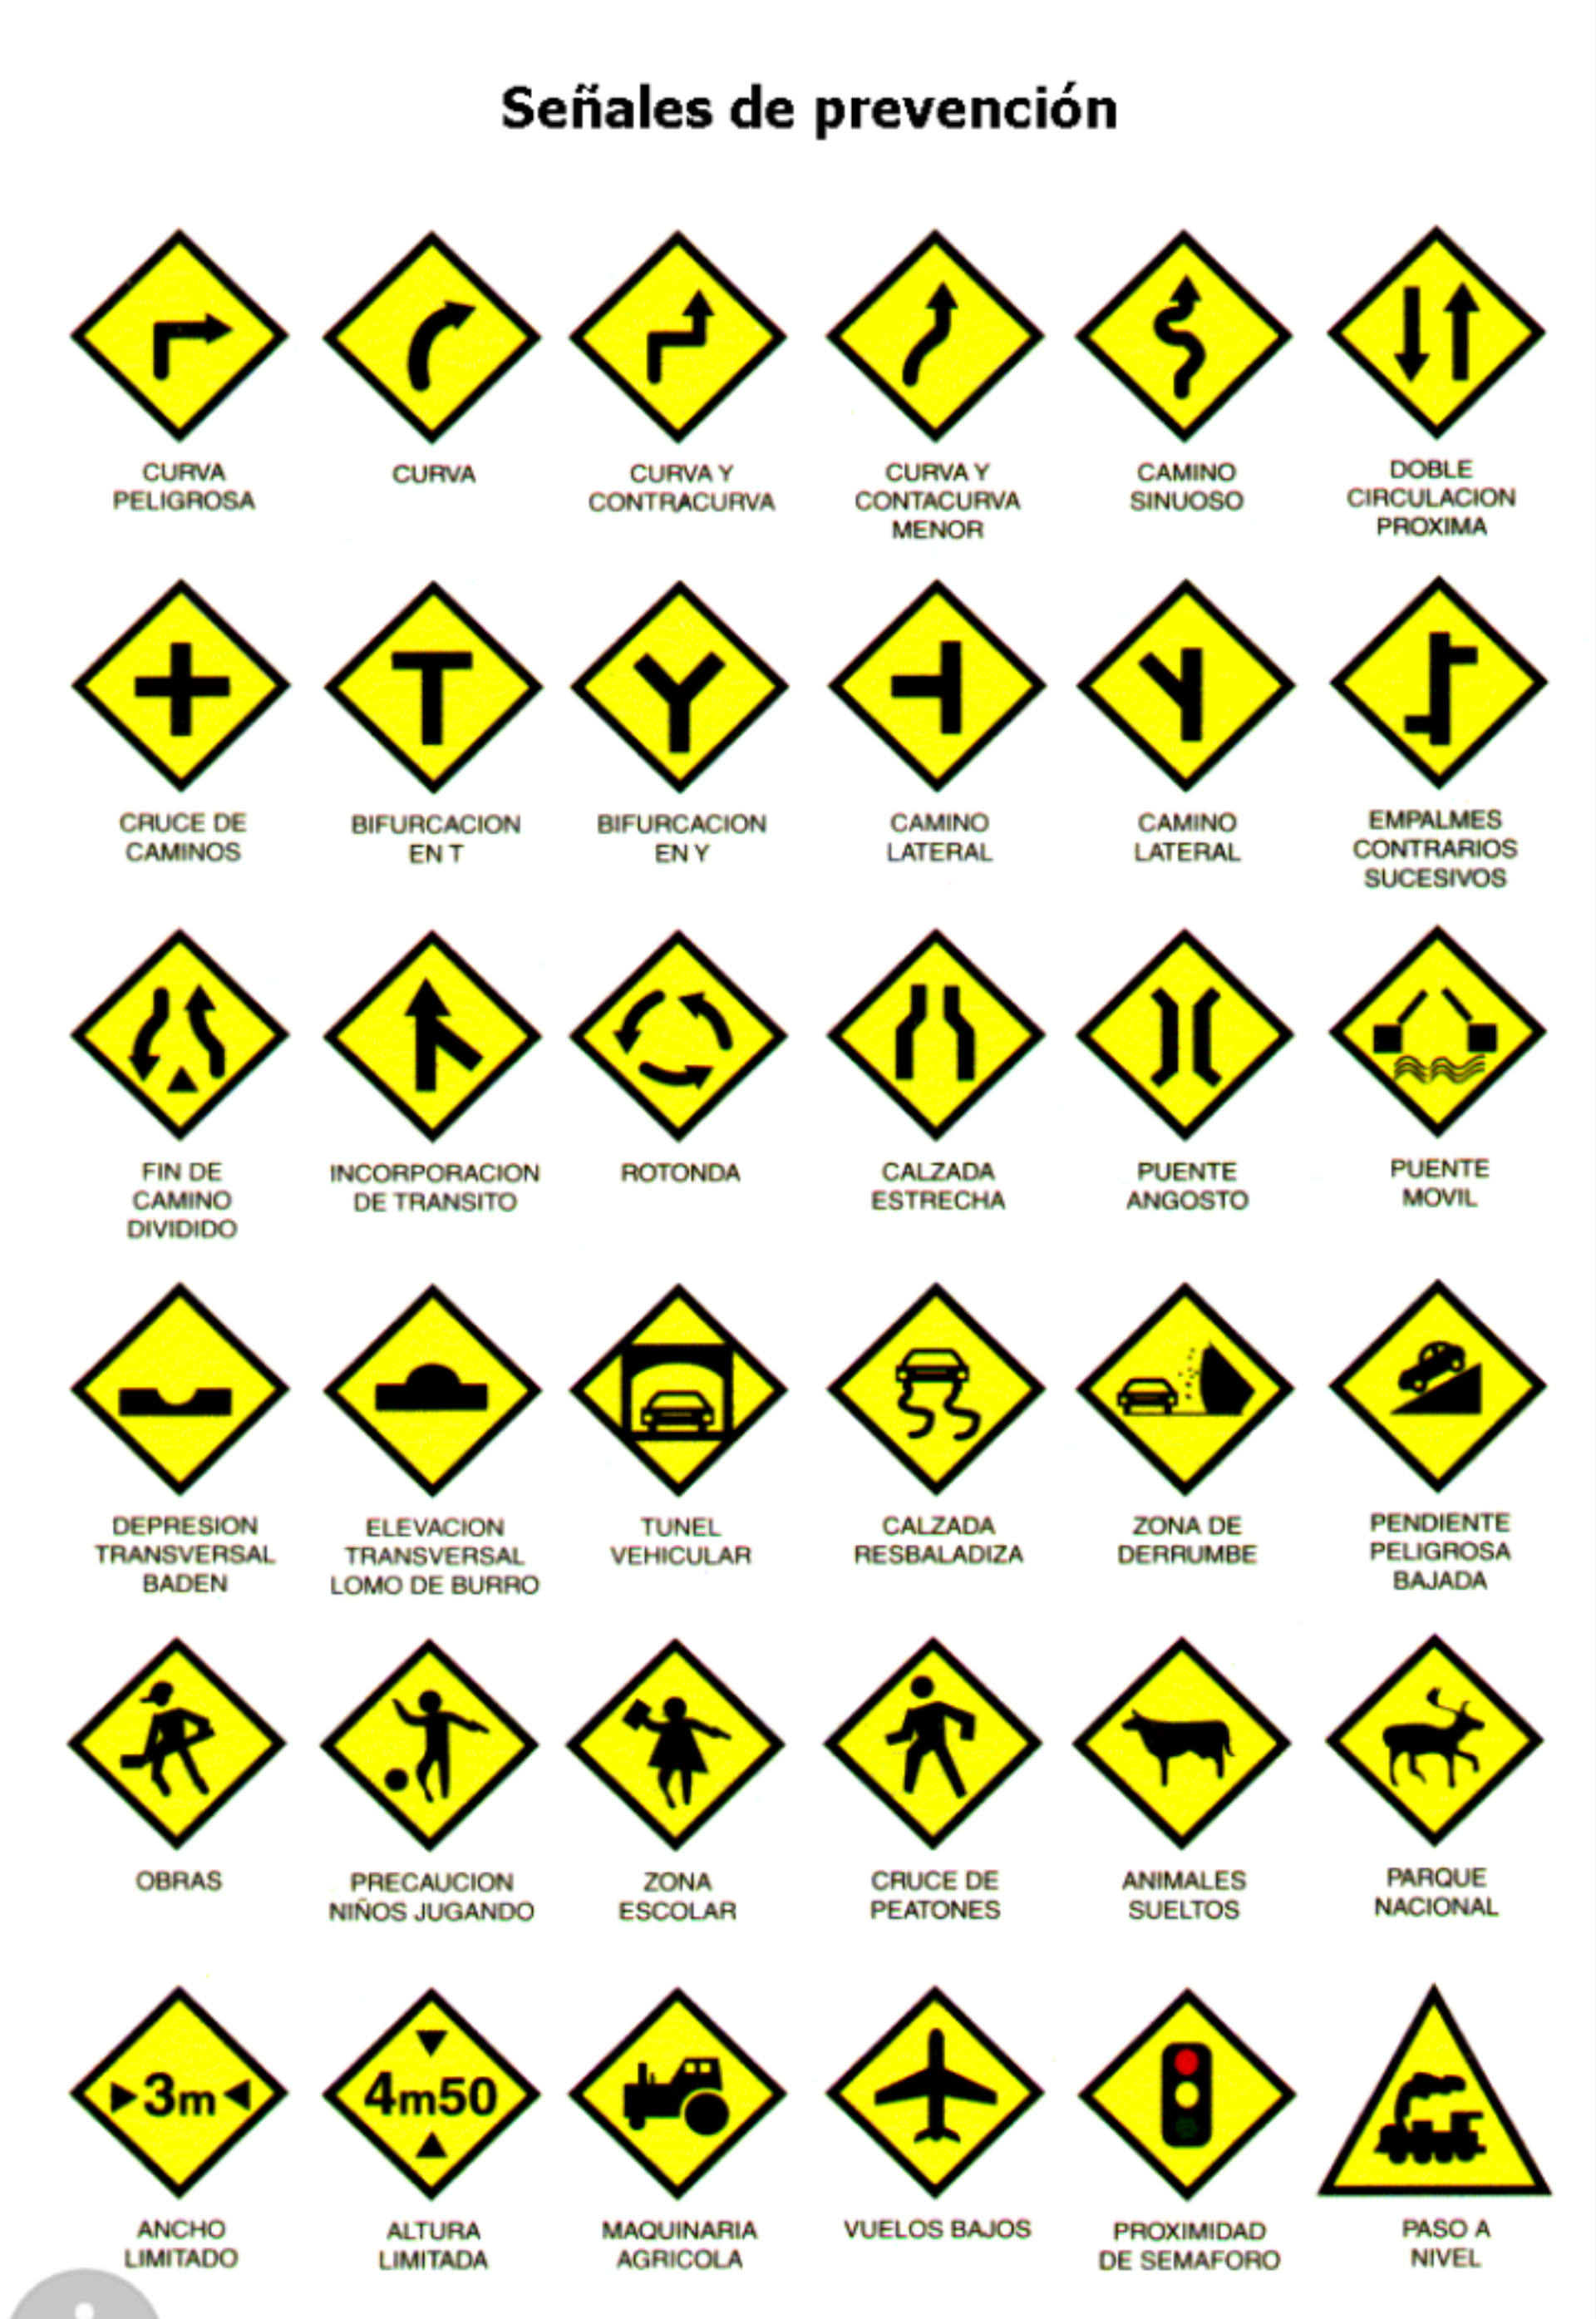 Señales de prevención
CURVA
PELIGROSA
CURVA
CURVA Y
CONTRACURVA
CURVA Y
CONTACURVA
MENOR
CAMINO
SINUOSO
DOBLE
CIRCULACION
PROXIMA
CRUCE DE
CAMINOS
BIFURCACION
EN T
BIFURCACION
EN Y
CAMINO
LATERAL
CAMINO
LATERAL
EMPALMES
CONTRARIOS
SUCESIVOS
FIN DE
CAMINO
DIVIDIDO
INCORPORACION
DE TRANSITO
ROTONDA
CALZADA
ESTRECHA
PUENTE
ANGOSTO
PUENTE
MOVIL
DEPRESION
TRANSVERSAL
BADEN
ELEVACION
TRANSVERSAL
LOMO DE BURRO
TUNEL
VEHICULAR
CALZADA
RESBALADIZA
ZONA DE
DERRUMBE
PENDIENTE
PELIGROSA
BAJADA
OBRAS
PRECAUCION
NIÑOS JUGANDO
ZONA
ESCOLAR
CRUCE DE
PEATONES
ANIMALES
SUELTOS
PARQUE
NACIONAL
3m
ANCHO
LIMITADO
4m50
ALTURA
LIMITADA
MAQUINARIA
AGRICOLA
VUELOS BAJOS
PROXIMIDAD
DE SEMAFORO
PASO A
NIVEL